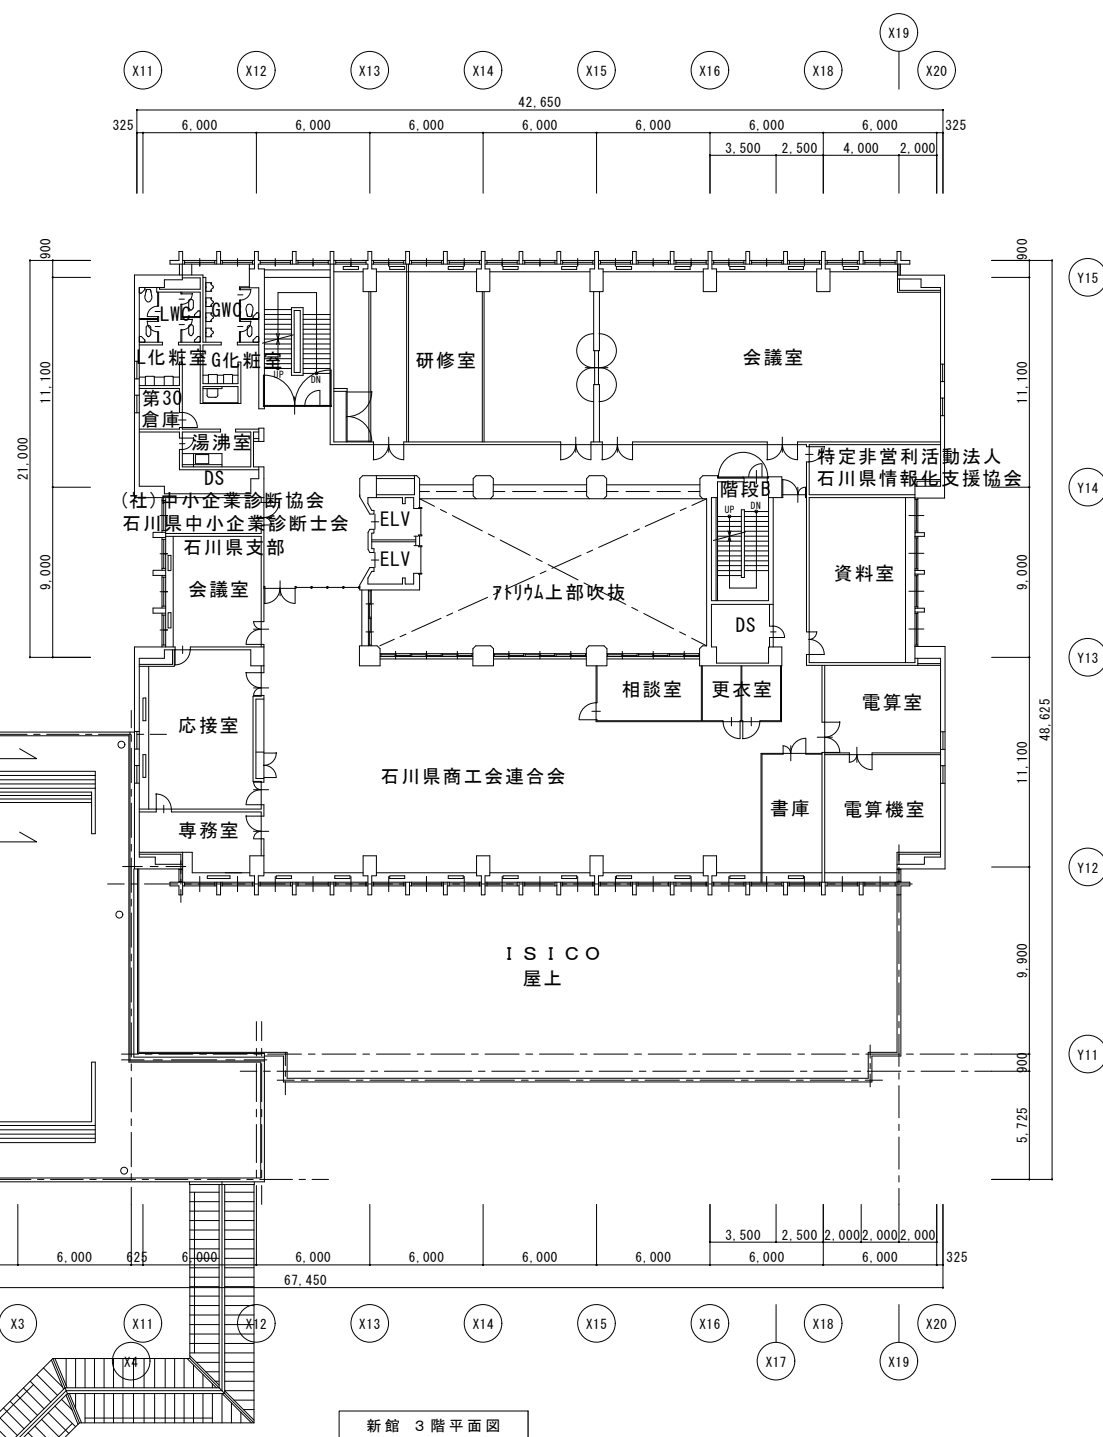 X19
X11
X12
X13
X14
X15
X16
X18
X20
42,650
325
6,000
6,000
6,000
6,000
6,000
6,000
6,000
325
3,500
2,500
4,000
2,000
900
900
Y15
LWC
GWC
L化粧室
G化粧室
UP
DN
研修室
会議室
11,100
11,100
第30
倉庫
湯沸室
21,000
DS
特定非営利活動法人
石川県情報化支援協会
Y14
(社)中小企業診断協会
石川県中小企業診断士会
石川県支部
ELV
ELV
階段B
UP
DN
会議室
9,000
9,000
資料室
アトリウム上部吹抜
DS
Y13
相談室
更衣室
電算室
応接室
48,625
石川県商工会連合会
11,100
専務室
書庫
電算機室
Y12
ISICO
屋上
9,900
Y11
900
5,725
3,500
2,500
2,000
2,000
2,000
6,000
625
6,000
6,000
6,000
6,000
6,000
6,000
6,000
325
67,450
X3
X11
X12
X13
X14
X15
X16
X18
X20
X4
X17
X19
新館 3階平面図